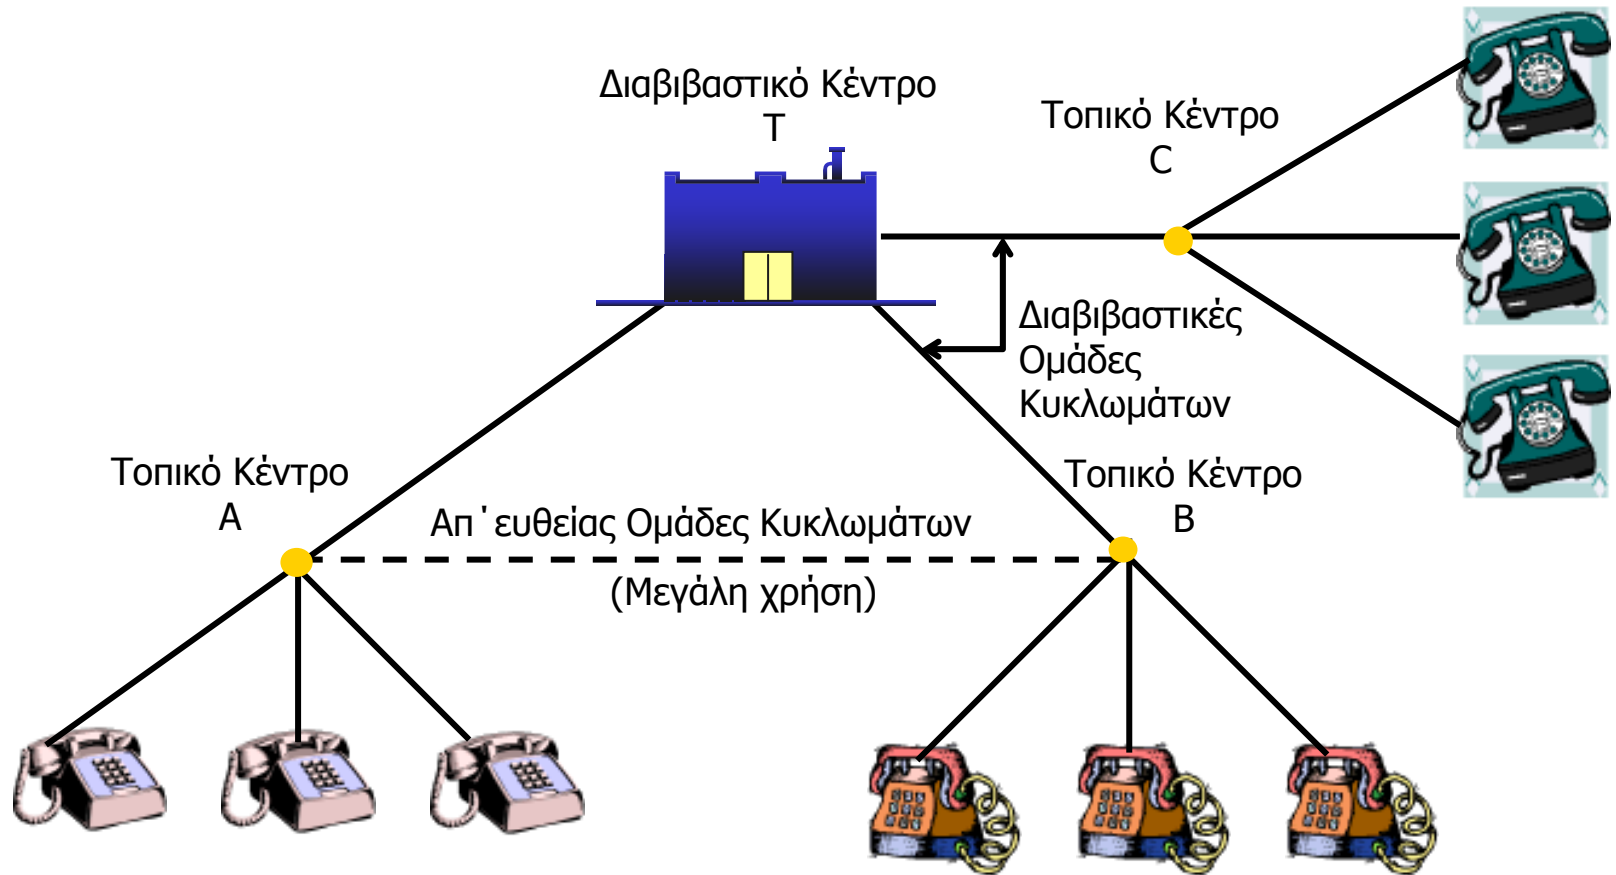 Διαβιβαστικό Κέντρο
Τ
Τοπικό Κέντρο
C
Διαβιβαστικές
Ομάδες
Κυκλωμάτων
Τοπικό Κέντρο
Α
Τοπικό Κέντρο
Β
Απ΄ευθείας Ομάδες Κυκλωμάτων
(Μεγάλη χρήση)